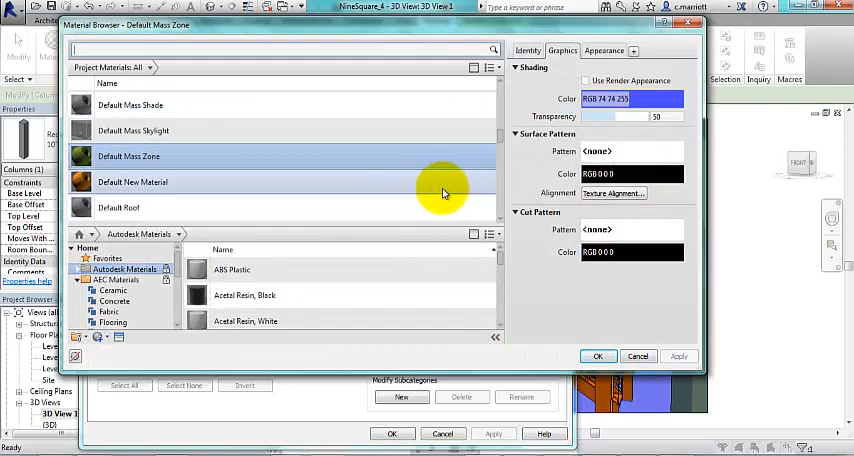 NineSquare_4 - 3D View: 3D View 1
Type a keyword or phrase
c.marriott
Archite
Material Browser - Default Mass Zone
Modify
Select
Selection
Inquiry
Macros
Properties
Columns (1)
Constraints
Base Level
Base Offset
Top Level
Top Offset
Moves With...
Room Boun...
Identity Data
Comments
Properties help
Project Browser
Views (all)
Floor Plan
Site
Ceiling Plans
3D Views
3D View 1
{3D}
Ready
Project Materials: All
Name
Default Mass Shade
Default Mass Skylight
Default Mass Zone
Default New Material
Default Roof
Autodesk Materials
Home
Favorites
Autodesk Materials
AEC Materials
Ceramic
Concrete
Fabric
Flooring
Name
ABS Plastic
Acetal Resin, Black
Acetal Resin, White
Identity
Graphics
Appearance
Shading
Use Render Appearance
Color
RGB 74 74 255
Transparency
50
Surface Pattern
Pattern
<none>
Color
RGB 0 0 0
Alignment
Texture Alignment...
Cut Pattern
Pattern
<none>
Color
RGB 0 0 0
OK
Cancel
Apply
Select All
Select None
Invert
Modify Subcategories
New
Delete
Rename
OK
Cancel
Apply
Help
FRONT
:1